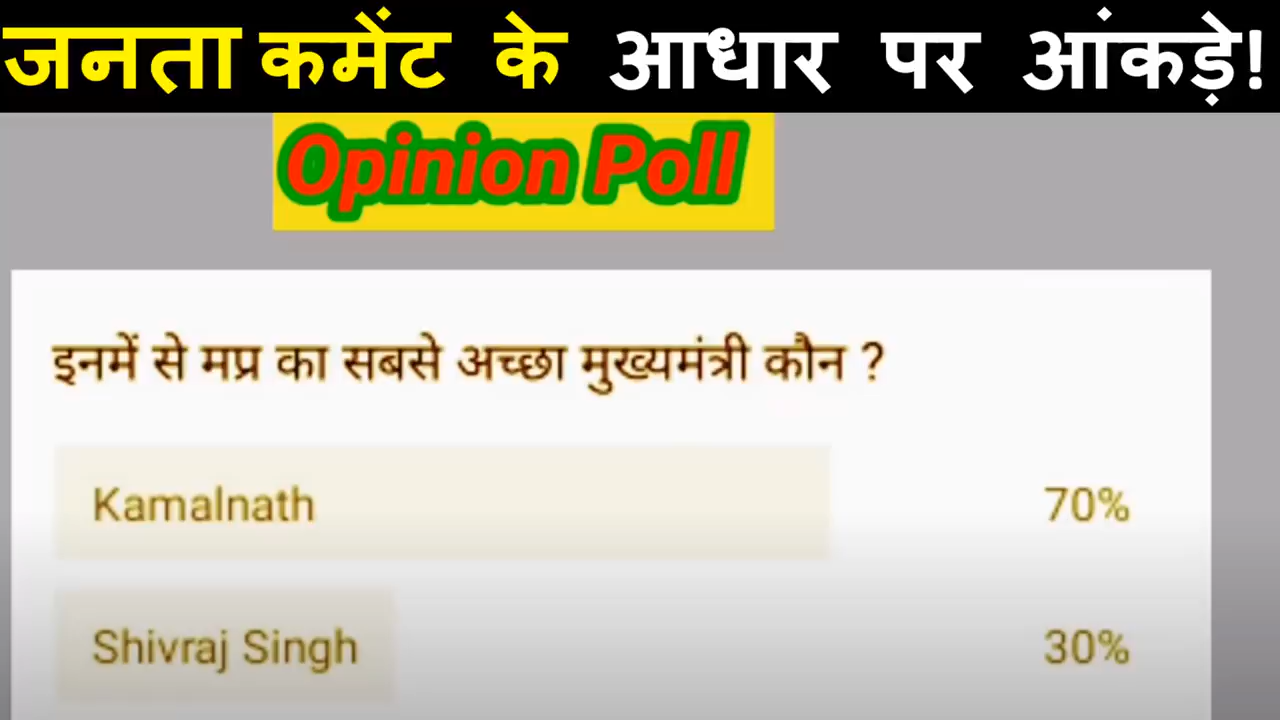 जनता कमेंट के आधार पर आंकड़े!
Opinion Poll
इनमें से मप्र का सबसे अच्छा मुख्यमंत्री कौन ?
Kamalnath 70%
Shivraj Singh 30%